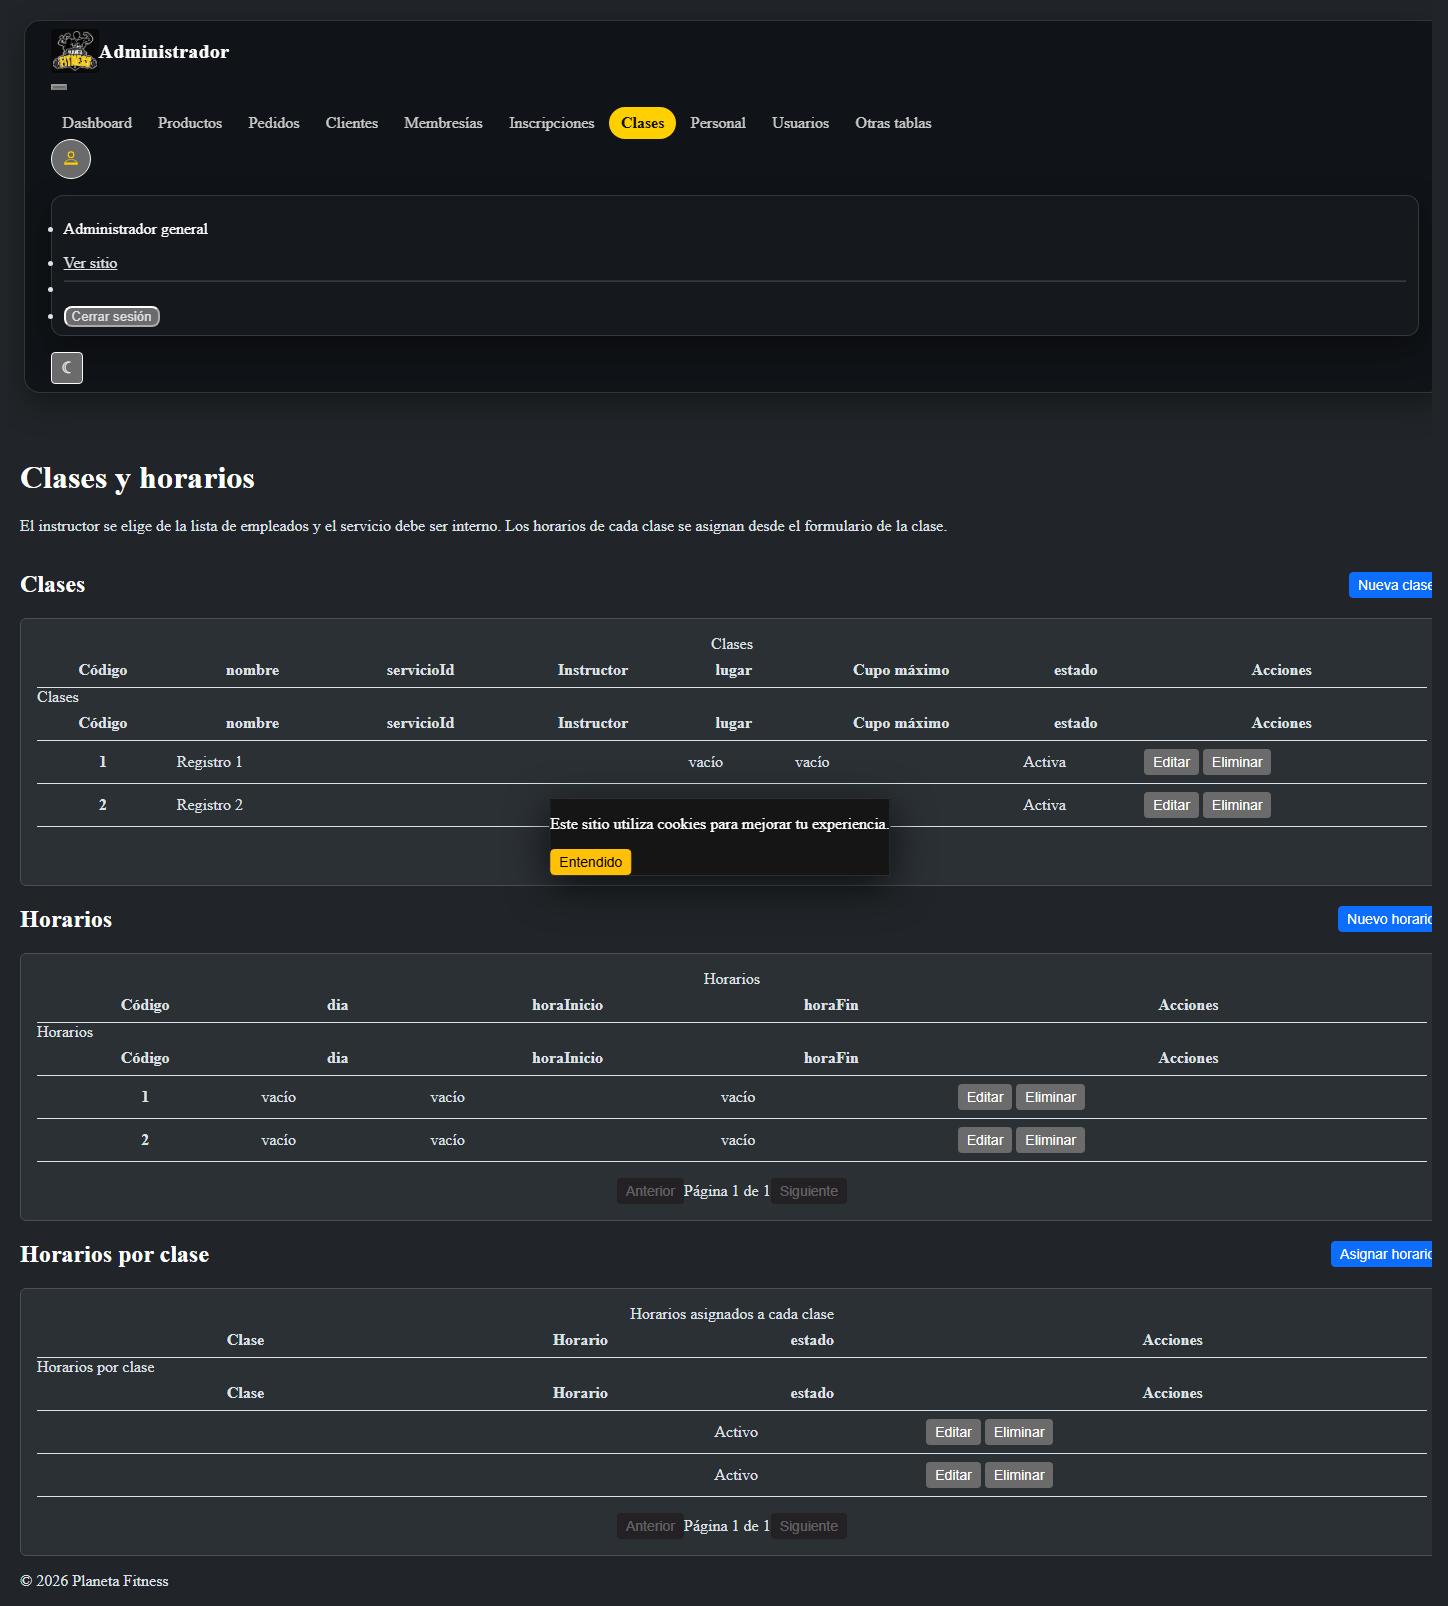 PLANETA
FITNESS
Administrador
Dashboard Productos Pedidos Clientes Membresías Inscripciones Clases Personal Usuarios Otras tablas
Administrador general
Ver sitio
Cerrar sesión
Clases y horarios
El instructor se elige de la lista de empleados y el servicio debe ser interno. Los horarios de cada clase se asignan desde el formulario de la clase.
Clases Nueva clase
Clases
Código nombre servicioId Instructor lugar Cupo máximo estado Acciones
Clases
Código nombre servicioId Instructor lugar Cupo máximo estado Acciones
1 Registro 1 vacío vacío Activa Editar Eliminar
2 Registro 2 Activa Editar Eliminar
Este sitio utiliza cookies para mejorar tu experiencia.
Entendido
Horarios Nuevo horario
Horarios
Código dia horaInicio horaFin Acciones
Horarios
Código dia horaInicio horaFin Acciones
1 vacío vacío vacío Editar Eliminar
2 vacío vacío vacío Editar Eliminar
Anterior Página 1 de 1 Siguiente
Horarios por clase Asignar horario
Horarios asignados a cada clase
Clase Horario estado Acciones
Horarios por clase
Clase Horario estado Acciones
Activo Editar Eliminar
Activo Editar Eliminar
Anterior Página 1 de 1 Siguiente
© 2026 Planeta Fitness